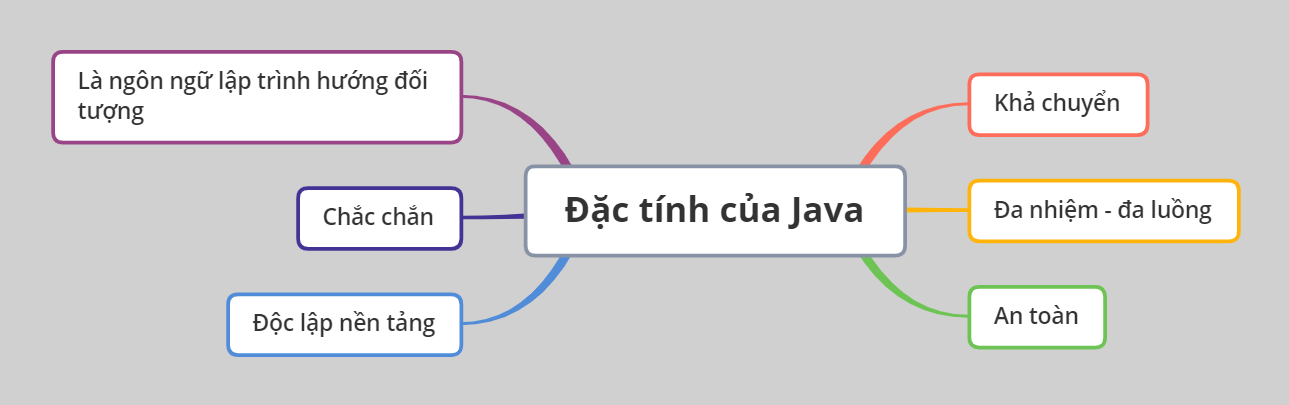 Đặc tính của Java
Khả chuyển
Đa nhiệm - đa luồng
An toàn
Là ngôn ngữ lập trình hướng đối
tượng
Chắc chắn
Độc lập nền tảng